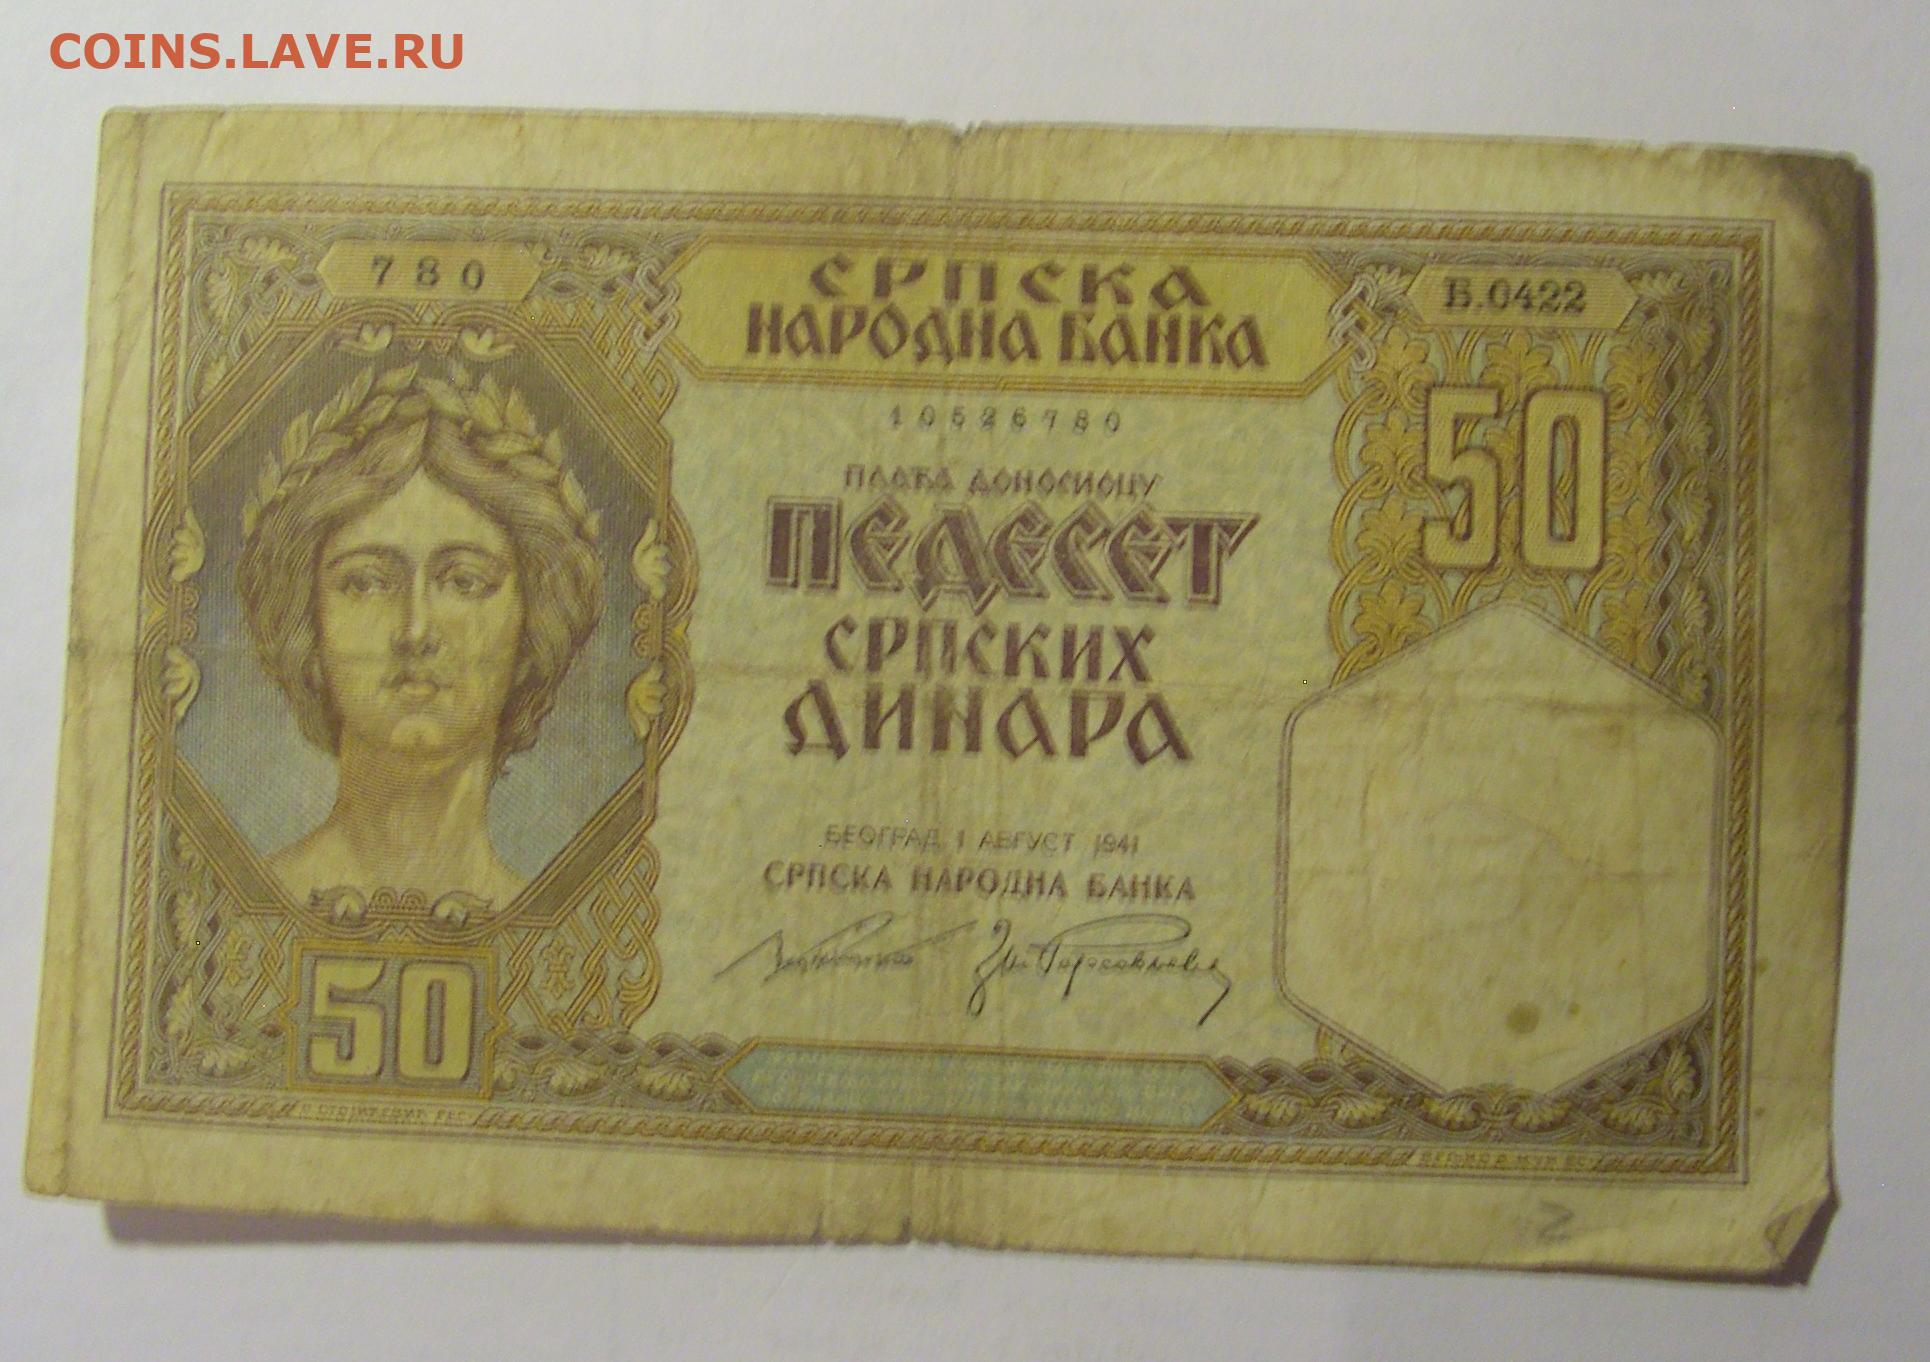 COINS.LAVE.RU
780
СРПСКА
НАРОДНА БАНКА
Б.0422
10526780
50
ПЛАЋА ДОНОСИОЦУ
ПЕДЕСЕТ
СРПСКИХ
ДИНАРА
БЕОГРАД 1 АВГУСТ 1941
СРПСКА НАРОДНА БАНКА
50